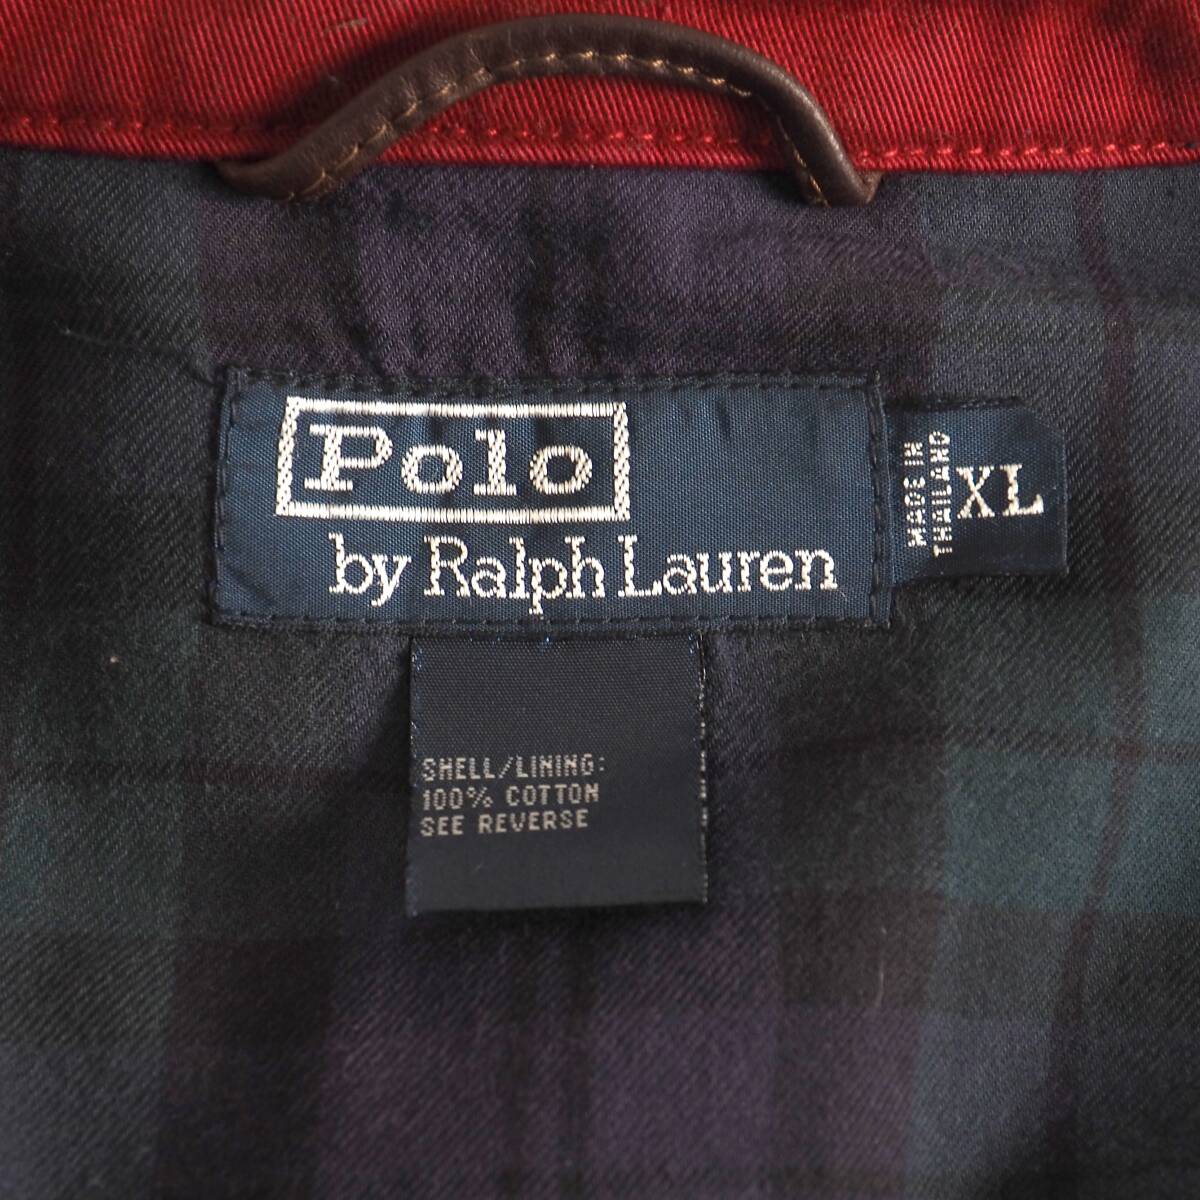 Polo
by Ralph Lauren
MADE IN
THAILAND
XL
SHELL/LINING:
100% COTTON
SEE REVERSE